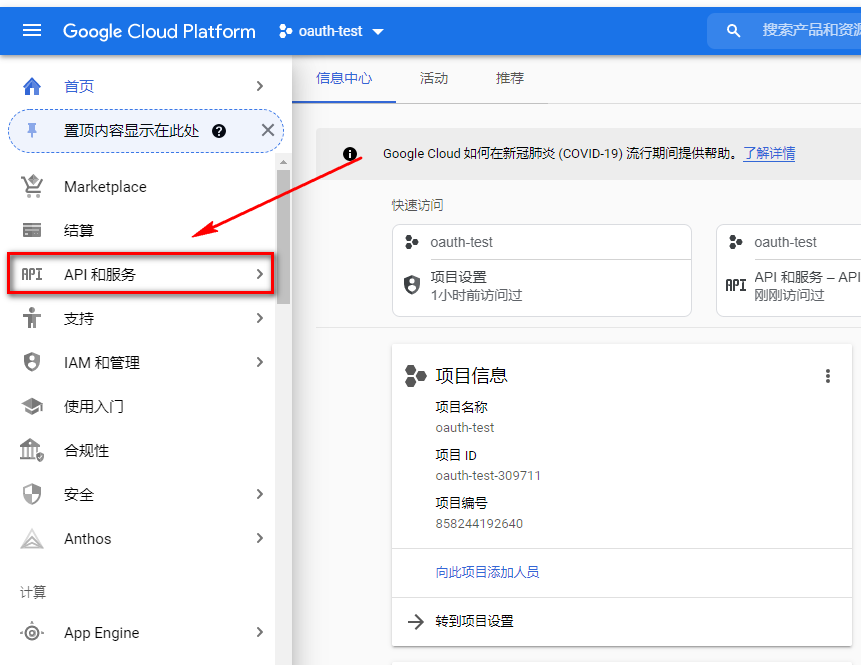 Google Cloud Platform
oauth-test
搜索产品和资源
首页
置顶内容显示在此处
Marketplace
结算
API 和服务
支持
IAM 和管理
使用入门
合规性
安全
Anthos
计算
App Engine
信息中心 活动 推荐
Google Cloud 如何在新冠肺炎 (COVID-19) 流行期间提供帮助。了解详情
快速访问
oauth-test
项目设置
1小时前访问过
oauth-test
API
API 和服务 – API
刚刚访问过
项目信息
项目名称
oauth-test
项目 ID
oauth-test-309711
项目编号
858244192640
向此项目添加人员
转到项目设置